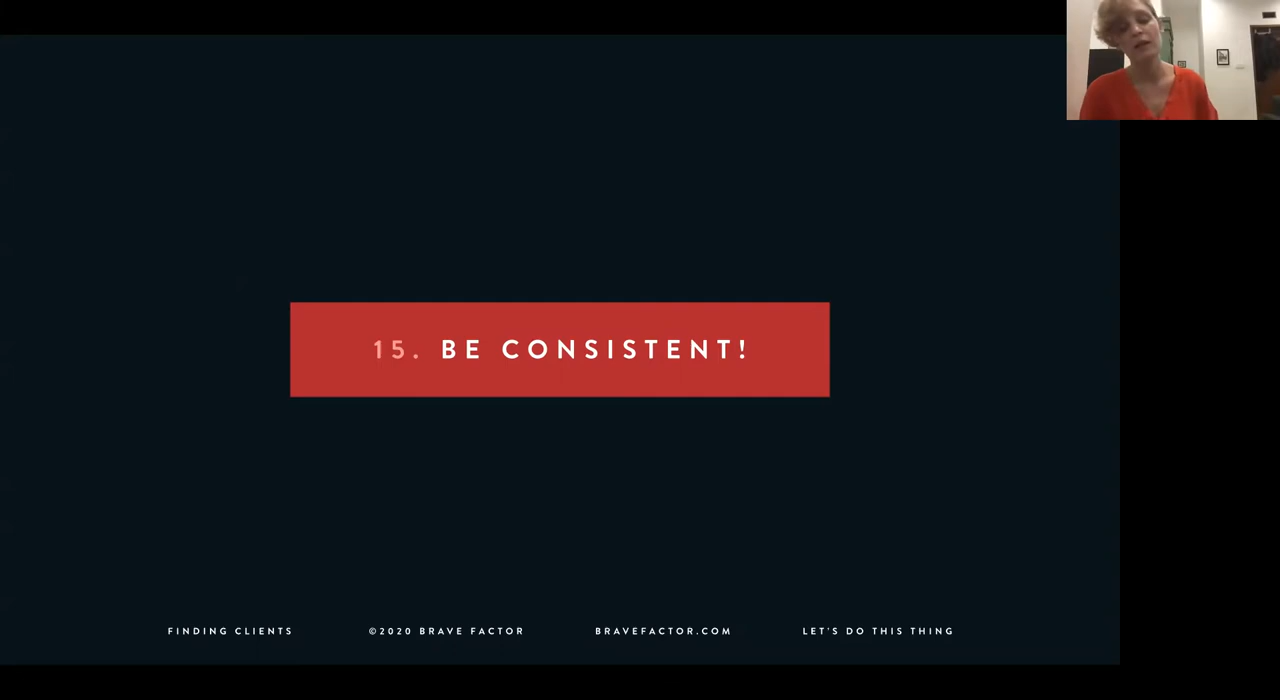 15. BE CONSISTENT!
FINDING CLIENTS ©2020 BRAVE FACTOR BRAVEFACTOR.COM LET'S DO THIS THING